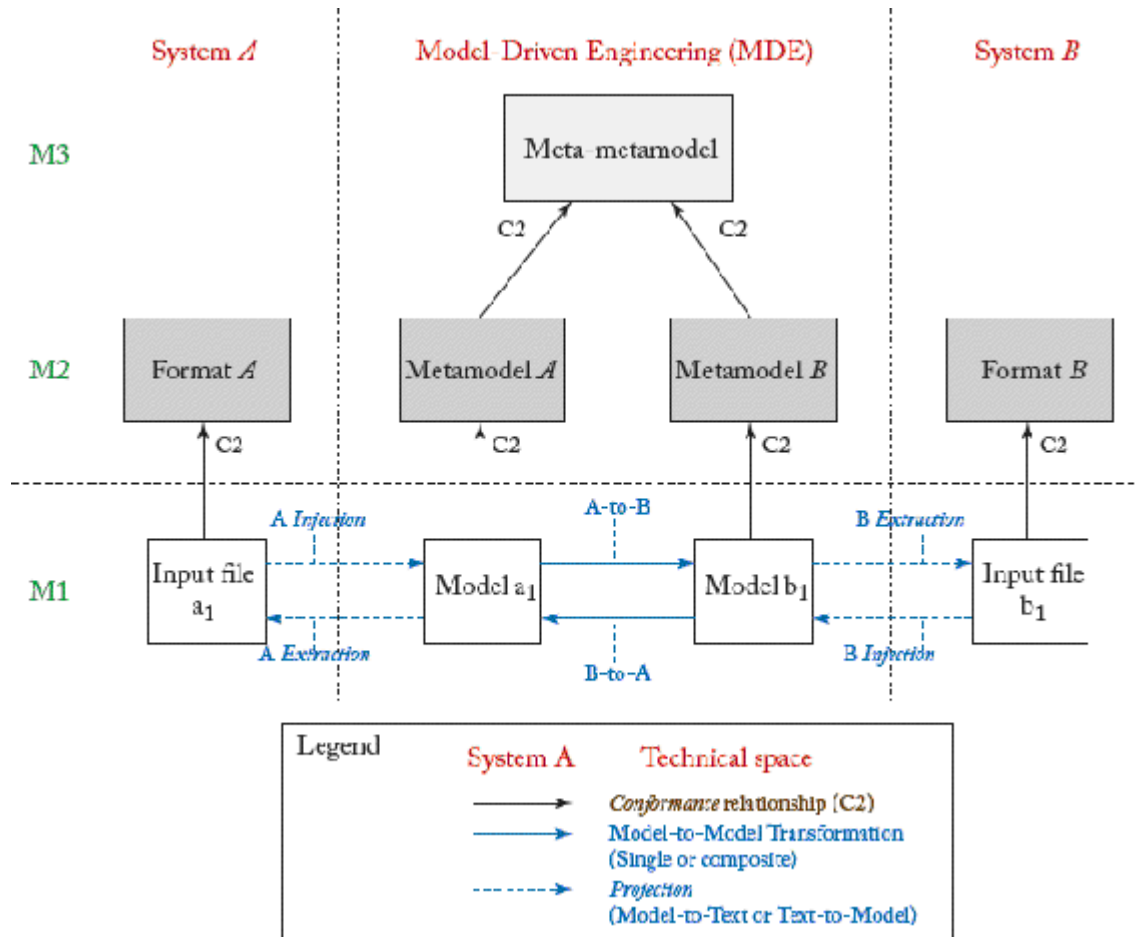 System A
Model-Driven Engineering (MDE)
System B
M3
Meta-metamodel
C2
C2
M2
Format A
Metamodel A
Metamodel B
Format B
C2
C2
C2
C2
A Injection
A-to-B
B Extraction
M1
Input file
a1
Model a1
Model b1
Input file
b1
A Extraction
B-to-A
B Injection
Legend
System A
Technical space
Conformance relationship (C2)
Model-to-Model Transformation
(Single or composite)
Projection
(Model-to-Text or Text-to-Model)